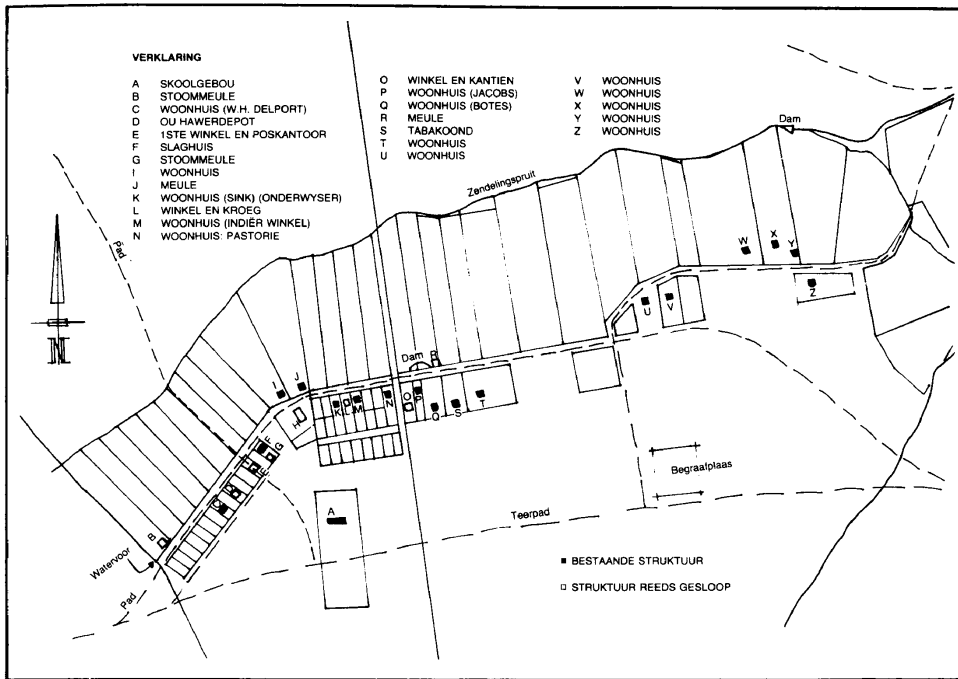 VERKLARING
A SKOOLGEBOU
B STOOMMEULE
C WOONHUIS (W.H. DELPORT)
D OU HAWERDEPOT
E 1STE WINKEL EN POSKANTOOR
F SLAGHUIS
G STOOMMEULE
I WOONHUIS
J MEULE
K WOONHUIS (SINK) (ONDERWYSER)
L WINKEL EN KROEG
M WOONHUIS (INDIËR WINKEL)
N WOONHUIS: PASTORIE
O WINKEL EN KANTIEN
P WOONHUIS (JACOBS)
Q WOONHUIS (BOTES)
R MEULE
S TABAKOOND
T WOONHUIS
U WOONHUIS
V WOONHUIS
W WOONHUIS
X WOONHUIS
Y WOONHUIS
Z WOONHUIS
Dam
Zendelingspruit
Pad
N
W
X
Y
Z
U
V
Dam
R
I
J
H
K
L
M
N
O
P
Q
S
T
F
G
E
B
A
Begraafplaas
Teerpad
Watervoor
Pad
BESTAANDE STRUKTUUR
STRUKTUUR REEDS GESLOOP